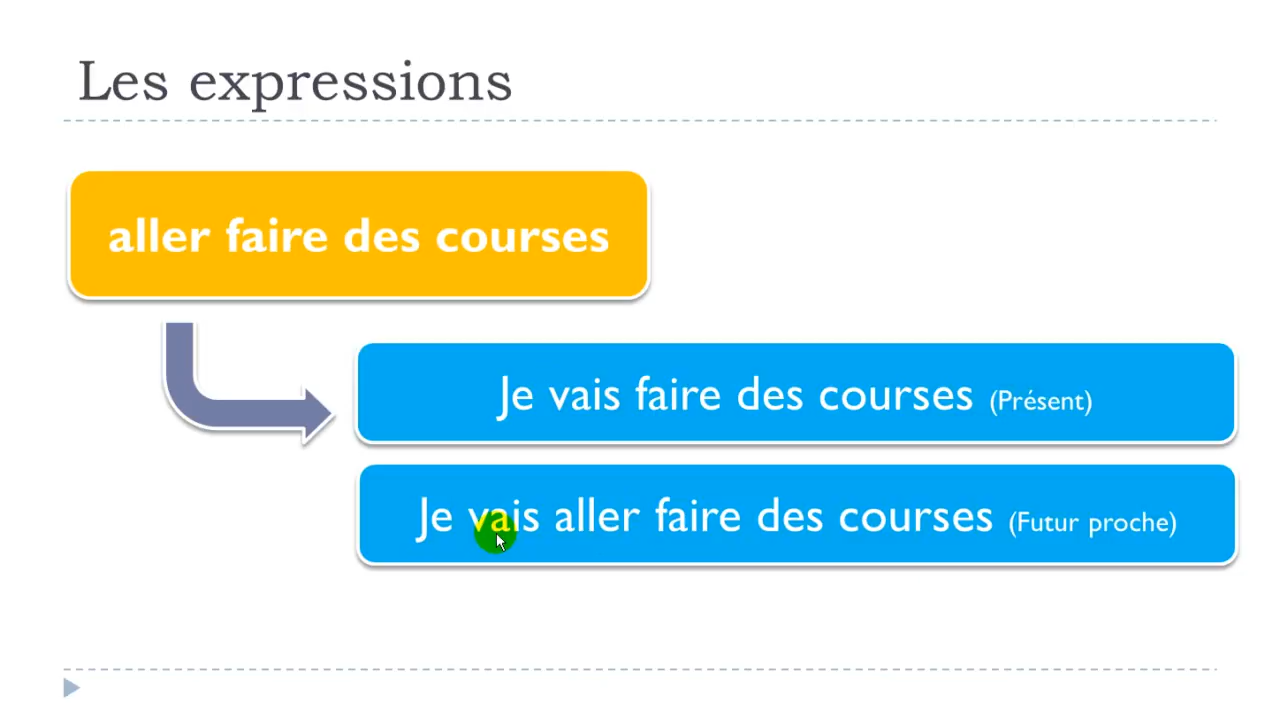 Les expressions
aller faire des courses
Je vais faire des courses (Présent)
Je vais aller faire des courses (Futur proche)